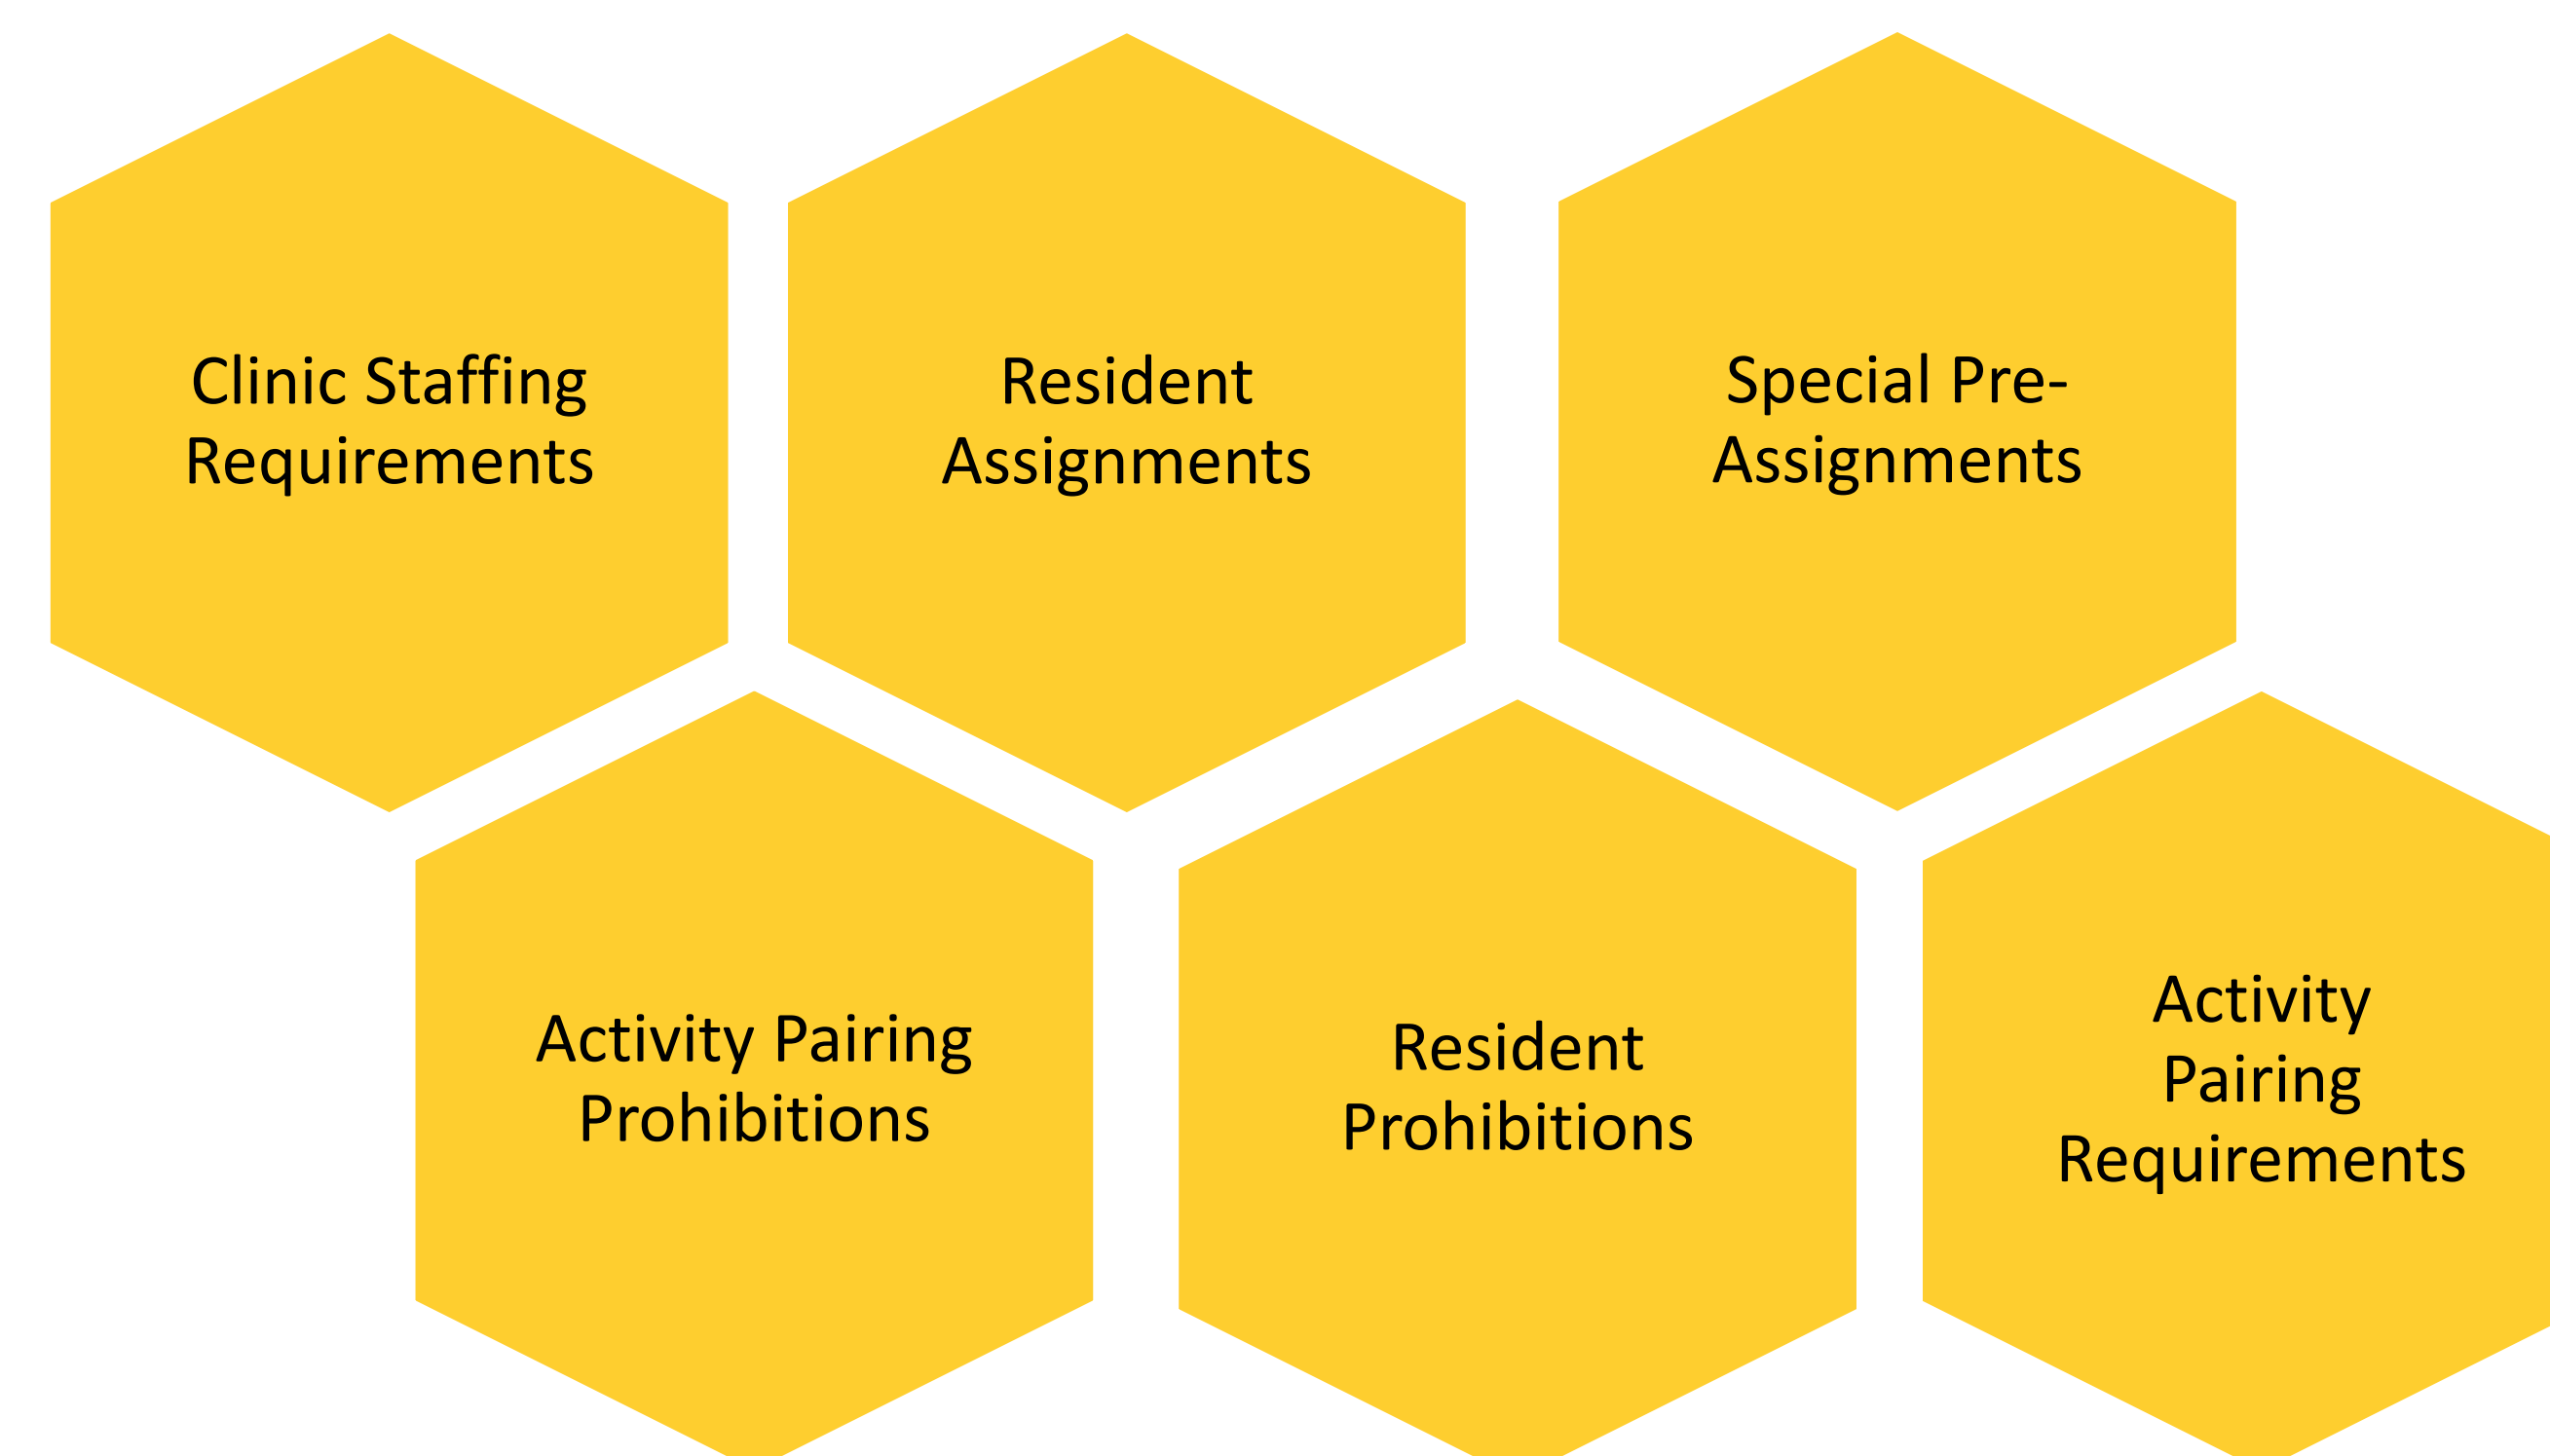 Clinic Staffing
Requirements
Resident
Assignments
Special Pre-
Assignments
Activity Pairing
Prohibitions
Resident
Prohibitions
Activity
Pairing
Requirements